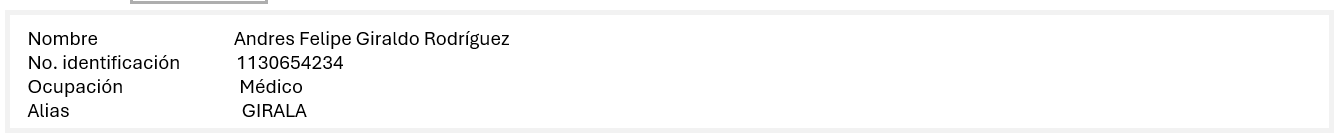 Nombre Andres Felipe Giraldo Rodríguez
No. identificación 1130654234
Ocupación Médico
Alias GIRALA